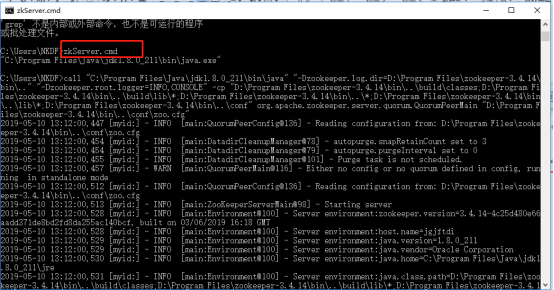 zkServer.cmd
grep' 不是内部或外部命令，也不是可运行的程序
或批处理文件。
C:\Users\NKDF>zkServer.cmd
"C:\Program Files\Java\jdk1.8.0_211\bin\java.exe"
C:\Users\NKDF>call "C:\Program Files\Java\jdk1.8.0_211\bin\java" "-Dzookeeper.log.dir=D:\Program Files\zookeeper-3.4.14
\bin\.." "-Dzookeeper.root.logger=INFO,CONSOLE" -cp "D:\Program Files\zookeeper-3.4.14\bin\..\build\classes;D:\Program F
iles\zookeeper-3.4.14\bin\..\build\lib\*;D:\Program Files\zookeeper-3.4.14\bin\..\*;D:\Program Files\zookeeper-3.4.14\bi
n\..\lib\*;D:\Program Files\zookeeper-3.4.14\bin\..\conf" org.apache.zookeeper.server.quorum.QuorumPeerMain "D:\Program
Files\zookeeper-3.4.14\bin\..\conf\zoo.cfg"
2019-05-10 13:12:00,447 [myid:] - INFO [main:QuorumPeerConfig@136] - Reading configuration from: D:\Program Files\zooke
eper-3.4.14\bin\..\conf\zoo.cfg
2019-05-10 13:12:00,454 [myid:] - INFO [main:DatadirCleanupManager@78] - autopurge.snapRetainCount set to 3
2019-05-10 13:12:00,454 [myid:] - INFO [main:DatadirCleanupManager@79] - autopurge.purgeInterval set to 0
2019-05-10 13:12:00,455 [myid:] - INFO [main:DatadirCleanupManager@101] - Purge task is not scheduled.
2019-05-10 13:12:00,457 [myid:] - WARN [main:QuorumPeerMain@116] - Either no config or no quorum defined in config, run
ning in standalone mode
2019-05-10 13:12:00,512 [myid:] - INFO [main:QuorumPeerConfig@136] - Reading configuration from: D:\Program Files\zooke
eper-3.4.14\bin\..\conf\zoo.cfg
2019-05-10 13:12:00,513 [myid:] - INFO [main:ZooKeeperServerMain@98] - Starting server
2019-05-10 13:12:00,528 [myid:] - INFO [main:Environment@100] - Server environment:zookeeper.version=3.4.14-4c25d480e66
aadd371de8bd2fd8da255ac140bcf, built on 03/06/2019 16:18 GMT
2019-05-10 13:12:00,528 [myid:] - INFO [main:Environment@100] - Server environment:host.name=jgjftdi
2019-05-10 13:12:00,529 [myid:] - INFO [main:Environment@100] - Server environment:java.version=1.8.0_211
2019-05-10 13:12:00,529 [myid:] - INFO [main:Environment@100] - Server environment:java.vendor=Oracle Corporation
2019-05-10 13:12:00,530 [myid:] - INFO [main:Environment@100] - Server environment:java.home=C:\Program Files\Java\jdk1
.8.0_211\jre
2019-05-10 13:12:00,531 [myid:] - INFO [main:Environment@100] - Server environment:java.class.path=D:\Program Files\zoo
keeper-3.4.14\bin\..\build\classes;D:\Program Files\zookeeper-3.4.14\bin\..\build\lib\*;D:\Program Files\zookeeper-3.4.1